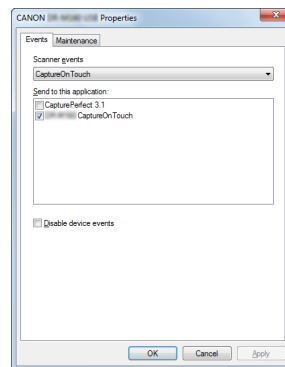 CANON Properties
Events Maintenance
Scanner events
CaptureOnTouch
Send to this application:
CapturePerfect 3.1
CaptureOnTouch
Disable device events
OK Cancel Apply